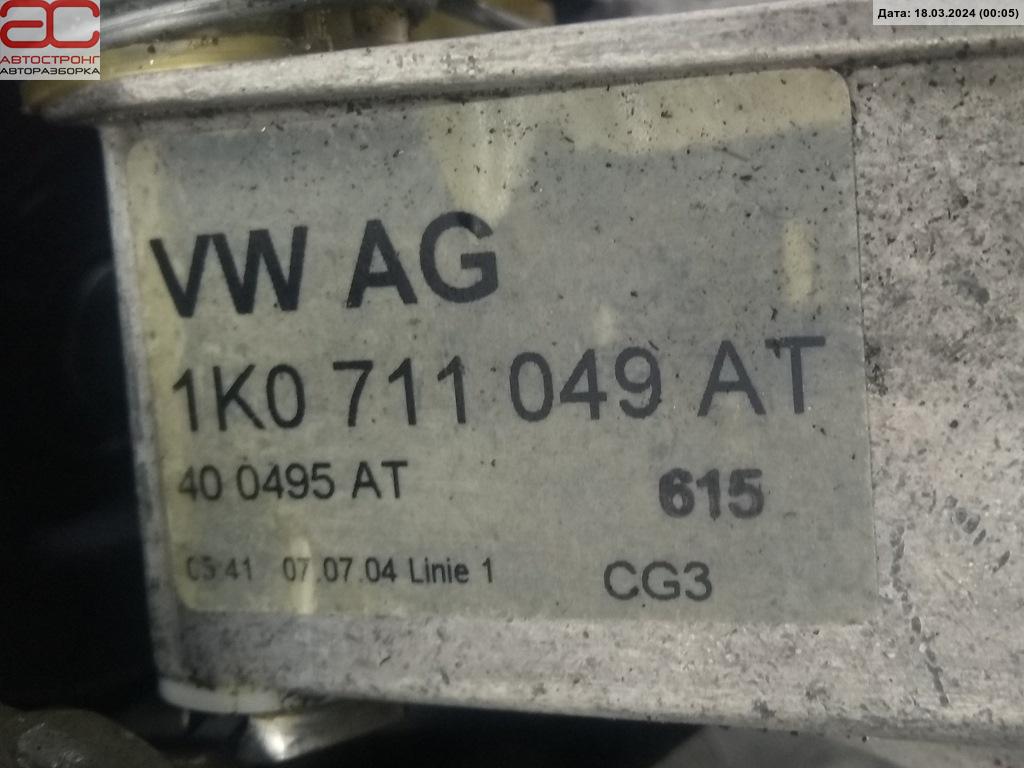 ac
АВТОСТРОНГ
АВТОРАЗБОРКА
Дата: 18.03.2024 (00:05)
VW AG
1K0 711 049 AT
40 0495 AT 615
07.07.04 Linie 1 CG3